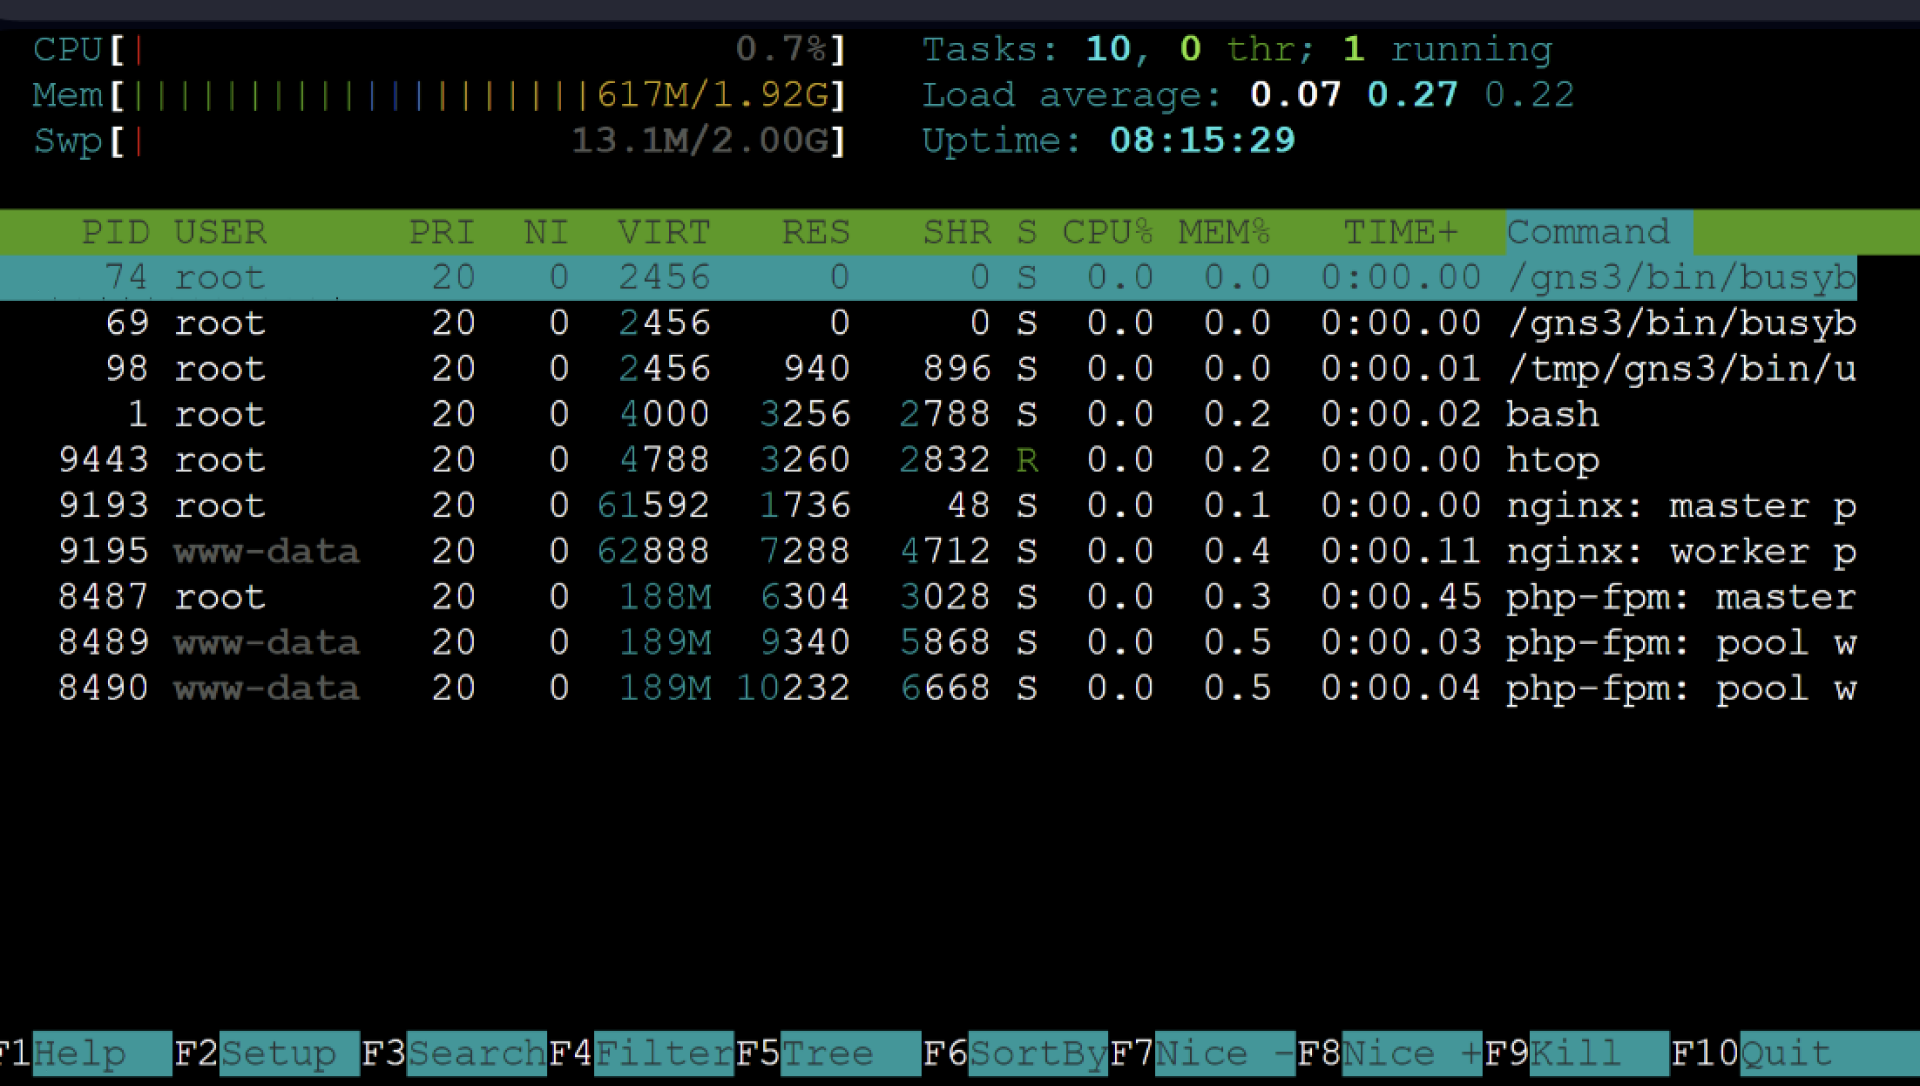 CPU[| 0.7%]
Tasks: 10, 0 thr; 1 running
Mem[||||||||||||||||||||617M/1.92G]
Load average: 0.07 0.27 0.22
Swp[| 13.1M/2.00G]
Uptime: 08:15:29
PID USER PRI NI VIRT RES SHR S CPU% MEM% TIME+ Command
74 root 20 0 2456 0 0 S 0.0 0.0 0:00.00 /gns3/bin/busyb
69 root 20 0 2456 0 0 S 0.0 0.0 0:00.00 /gns3/bin/busyb
98 root 20 0 2456 940 896 S 0.0 0.0 0:00.01 /tmp/gns3/bin/u
1 root 20 0 4000 3256 2788 S 0.0 0.2 0:00.02 bash
9443 root 20 0 4788 3260 2832 R 0.0 0.2 0:00.00 htop
9193 root 20 0 61592 1736 48 S 0.0 0.1 0:00.00 nginx: master p
9195 www-data 20 0 62888 7288 4712 S 0.0 0.4 0:00.11 nginx: worker p
8487 root 20 0 188M 6304 3028 S 0.0 0.3 0:00.45 php-fpm: master
8489 www-data 20 0 189M 9340 5868 S 0.0 0.5 0:00.03 php-fpm: pool w
8490 www-data 20 0 189M 10232 6668 S 0.0 0.5 0:00.04 php-fpm: pool w
F1Help F2Setup F3SearchF4FilterF5Tree F6SortByF7Nice -F8Nice +F9Kill F10Quit